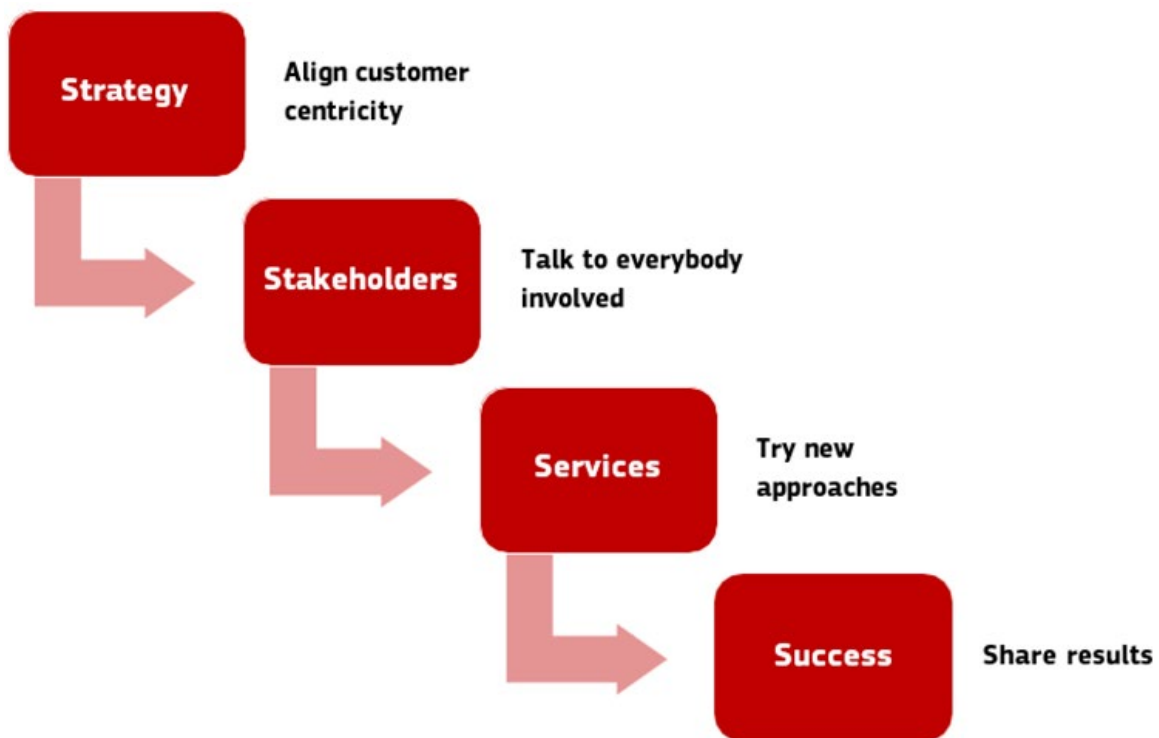 Strategy
Align customer
centricity
Stakeholders
Talk to everybody
involved
Services
Try new
approaches
Success
Share results